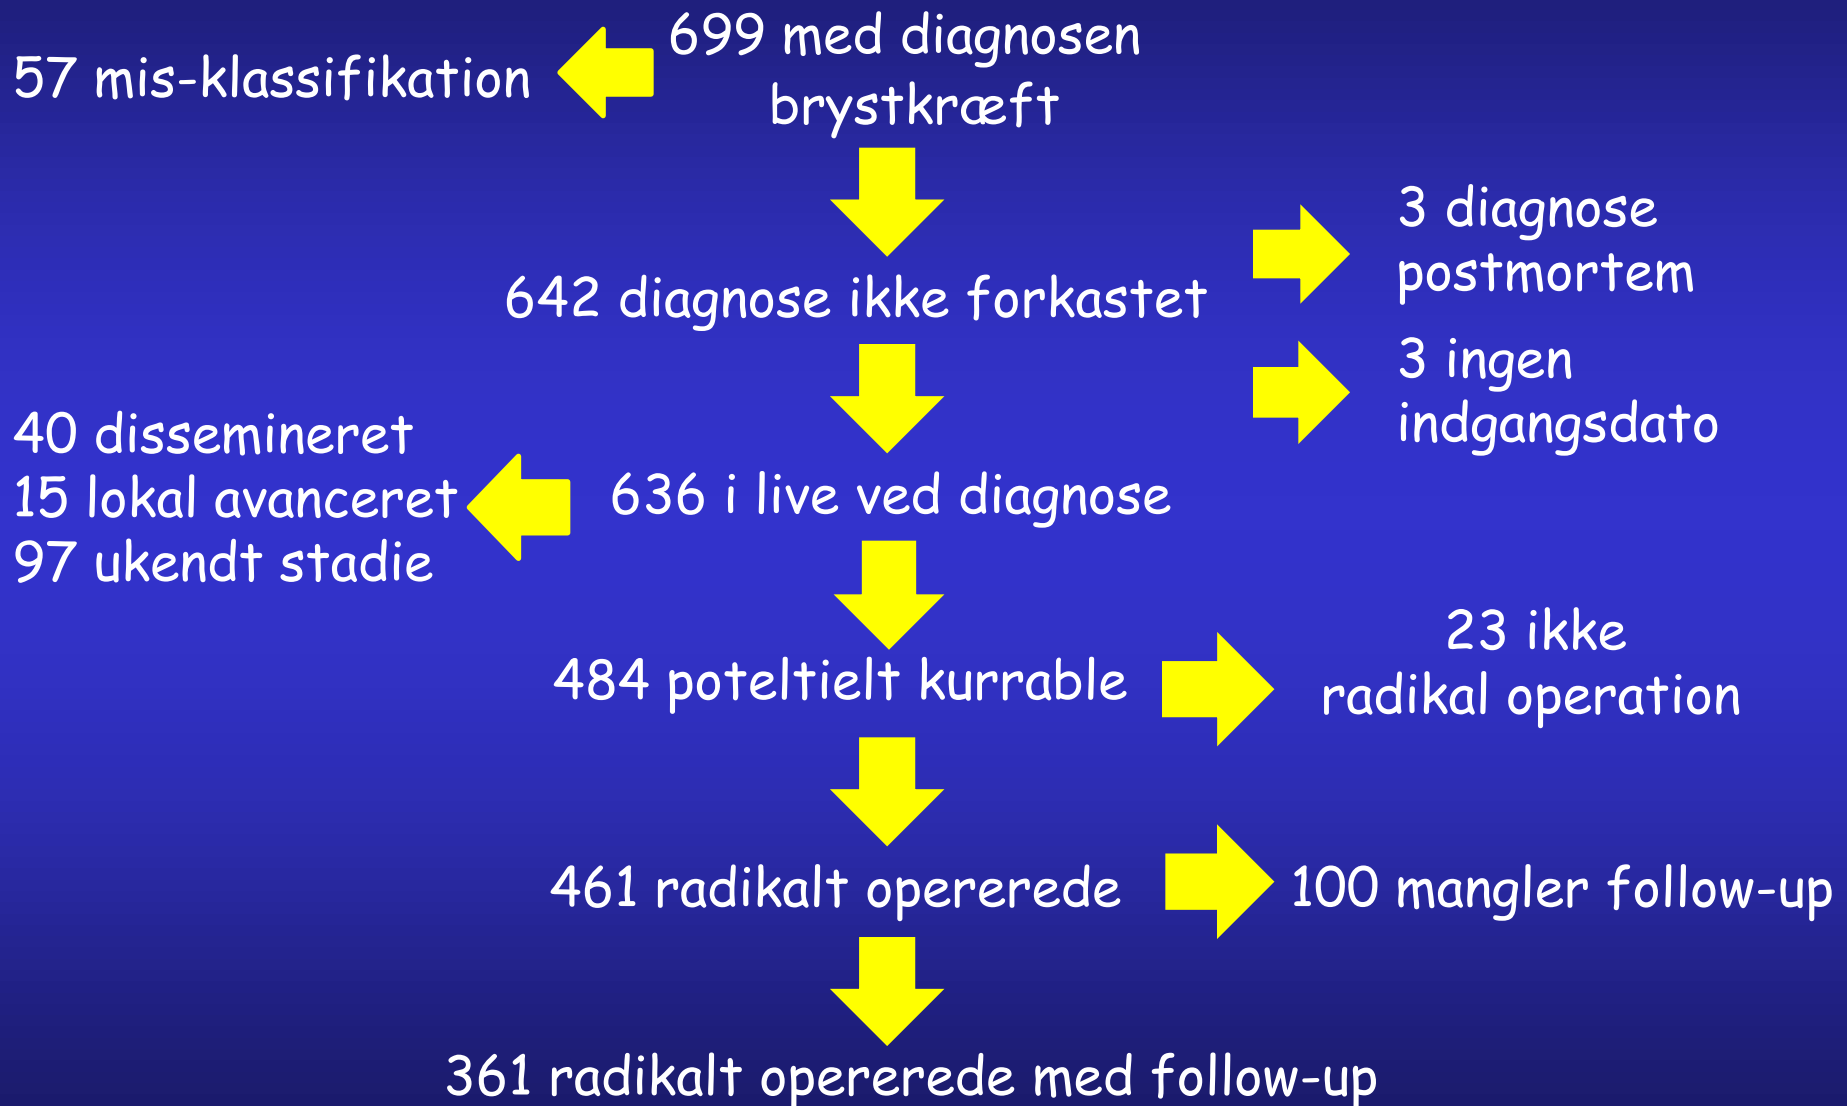 699 med diagnosen
brystkræft
57 mis-klassifikation
3 diagnose
postmortem
642 diagnose ikke forkastet
3 ingen
indgangsdato
40 dissemineret
15 lokal avanceret
97 ukendt stadie
636 i live ved diagnose
23 ikke
radikal operation
484 poteltielt kurrable
461 radikalt opererede
100 mangler follow-up
361 radikalt opererede med follow-up